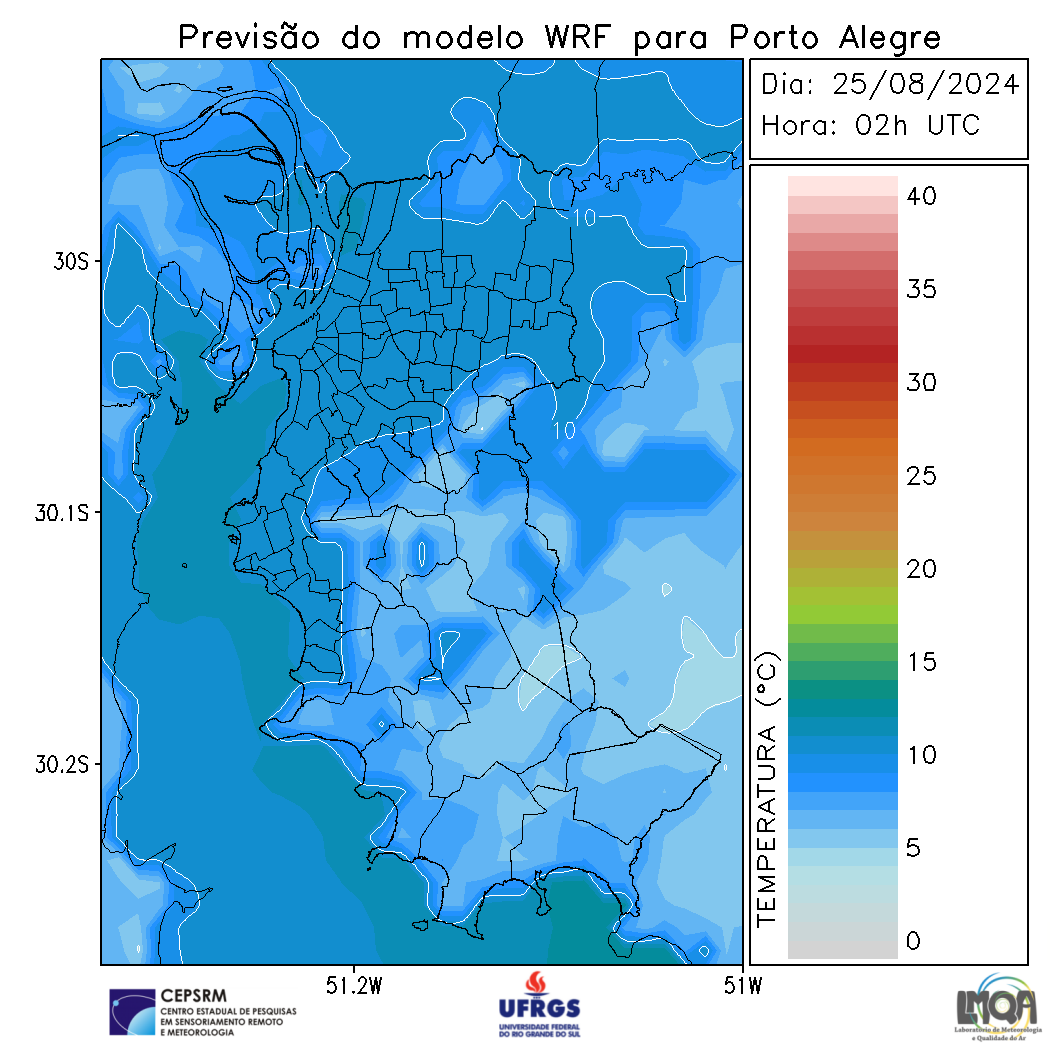 Previsão do modelo WRF para Porto Alegre
Dia: 25/08/2024
Hora: 02h UTC
40
35
30
25
20
15
10
5
0
TEMPERATURA (°C)
10
10
30S
30.1S
30.2S
51.2W
51W
CEPSRM
CENTRO ESTADUAL DE PESQUISAS
EM SENSORIAMENTO REMOTO
E METEOROLOGIA
UFRGS
UNIVERSIDADE FEDERAL
DO RIO GRANDE DO SUL
LMQA
Laboratório de Meteorologia
e Qualidade do Ar